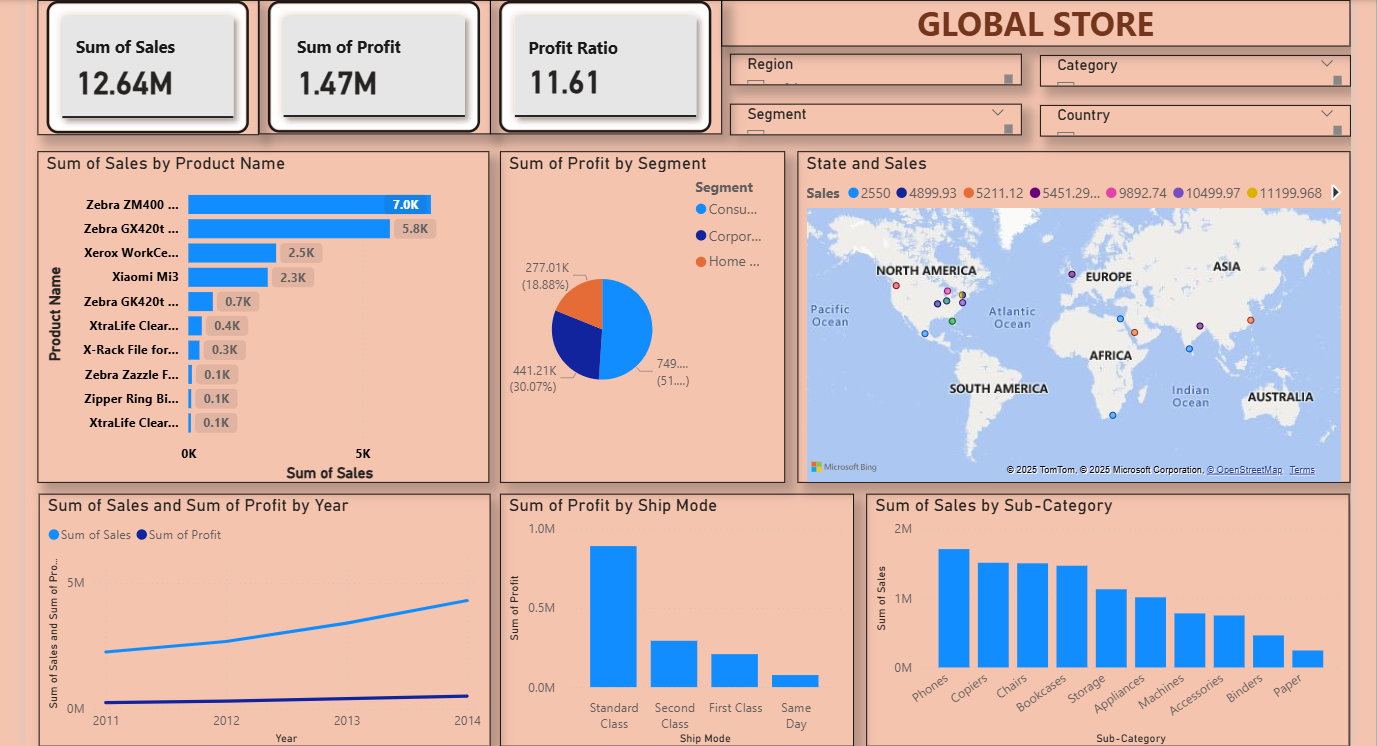 Sum of Sales
12.64M
Sum of Profit
1.47M
Profit Ratio
11.61
GLOBAL STORE
Region
Category
Segment
Country
Sum of Sales by Product Name
Product Name
Zebra ZM400 ...
7.0K
Zebra GX420t ...
5.8K
Xerox WorkCe...
2.5K
Xiaomi Mi3
2.3K
Zebra GK420t ...
0.7K
XtraLife Clear...
0.4K
X-Rack File for...
0.3K
Zebra Zazzle F...
0.1K
Zipper Ring Bi...
0.1K
XtraLife Clear...
0.1K
0K
5K
Sum of Sales
Sum of Profit by Segment
Segment
Consu...
Corpor...
Home ...
277.01K
(18.88%)
441.21K
(30.07%)
749....
(51....)
State and Sales
Sales 2550 4899.93 5211.12 5451.29... 9892.74 10499.97 11199.968
NORTH AMERICA
EUROPE
ASIA
Pacific
Ocean
Atlantic
Ocean
AFRICA
SOUTH AMERICA
Indian
Ocean
AUSTRALIA
Microsoft Bing
© 2025 TomTom, © 2025 Microsoft Corporation, © OpenStreetMap Terms
Sum of Sales and Sum of Profit by Year
Sum of Sales Sum of Profit
Sum of Sales and Sum of Pro...
5M
0M
2011
2012
2013
2014
Year
Sum of Profit by Ship Mode
Sum of Profit
1.0M
0.5M
0.0M
Standard
Class
Second
Class
First Class
Same
Day
Ship Mode
Sum of Sales by Sub-Category
Sum of Sales
2M
1M
0M
Phones
Copiers
Chairs
Bookcases
Storage
Appliances
Machines
Accessories
Binders
Paper
Sub-Category